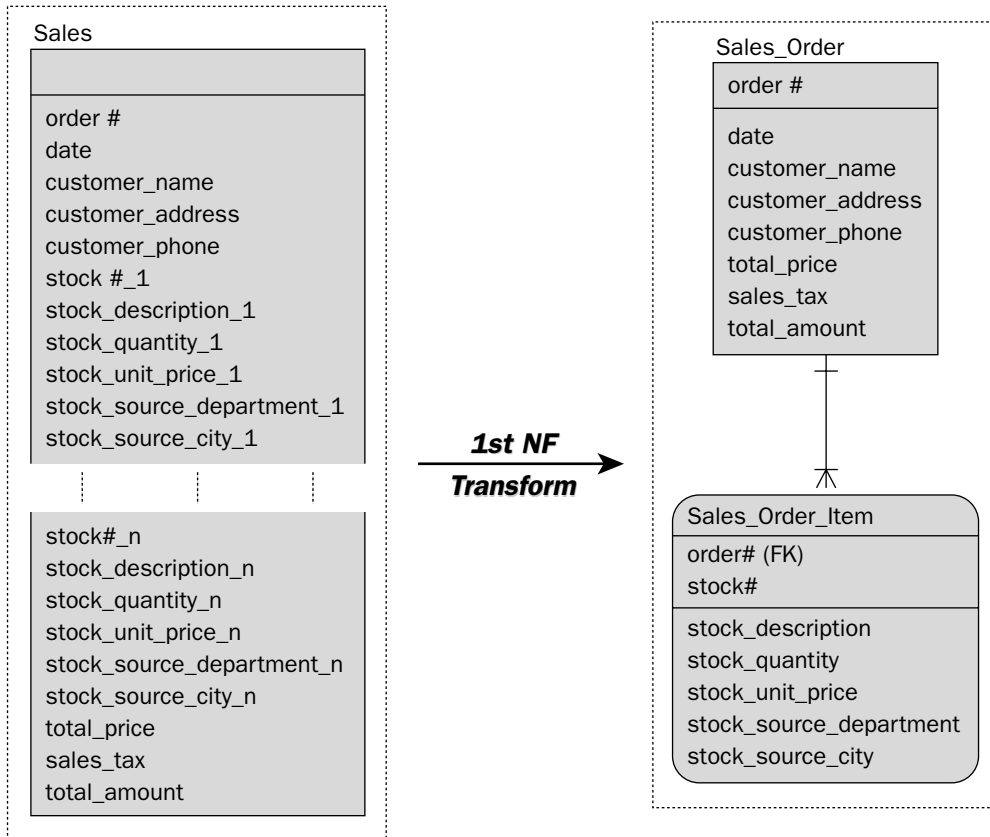 Sales
order #
date
customer_name
customer_address
customer_phone
stock #_1
stock_description_1
stock_quantity_1
stock_unit_price_1
stock_source_department_1
stock_source_city_1
stock#_n
stock_description_n
stock_quantity_n
stock_unit_price_n
stock_source_department_n
stock_source_city_n
total_price
sales_tax
total_amount
1st NF
Transform
Sales_Order
order #
date
customer_name
customer_address
customer_phone
total_price
sales_tax
total_amount
Sales_Order_Item
order# (FK)
stock#
stock_description
stock_quantity
stock_unit_price
stock_source_department
stock_source_city